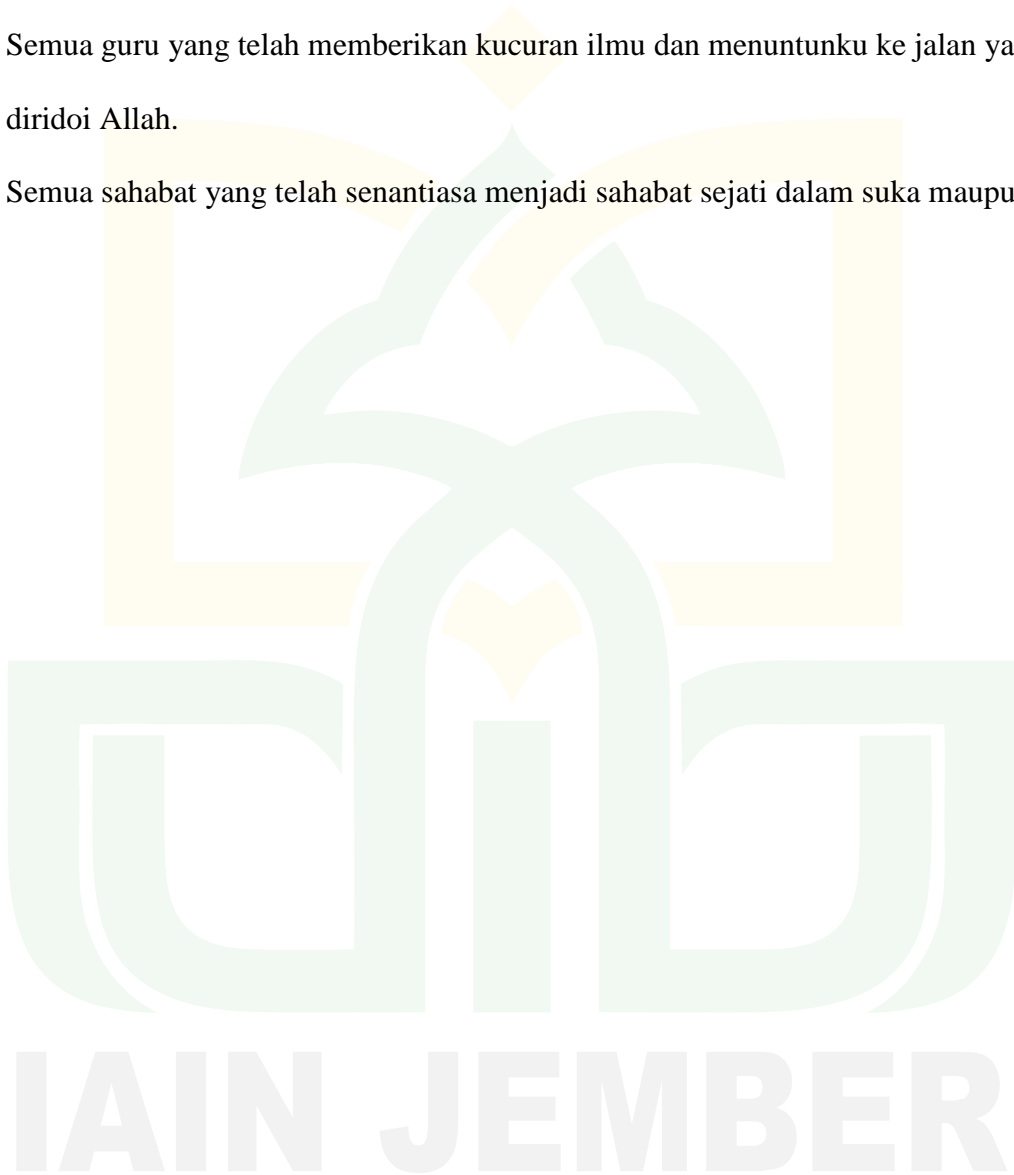 Semua guru yang telah memberikan kucuran ilmu dan menuntunku ke jalan ya
diridoi Allah.
Semua sahabat yang telah senantiasa menjadi sahabat sejati dalam suka maupu
IAIN JEMBER